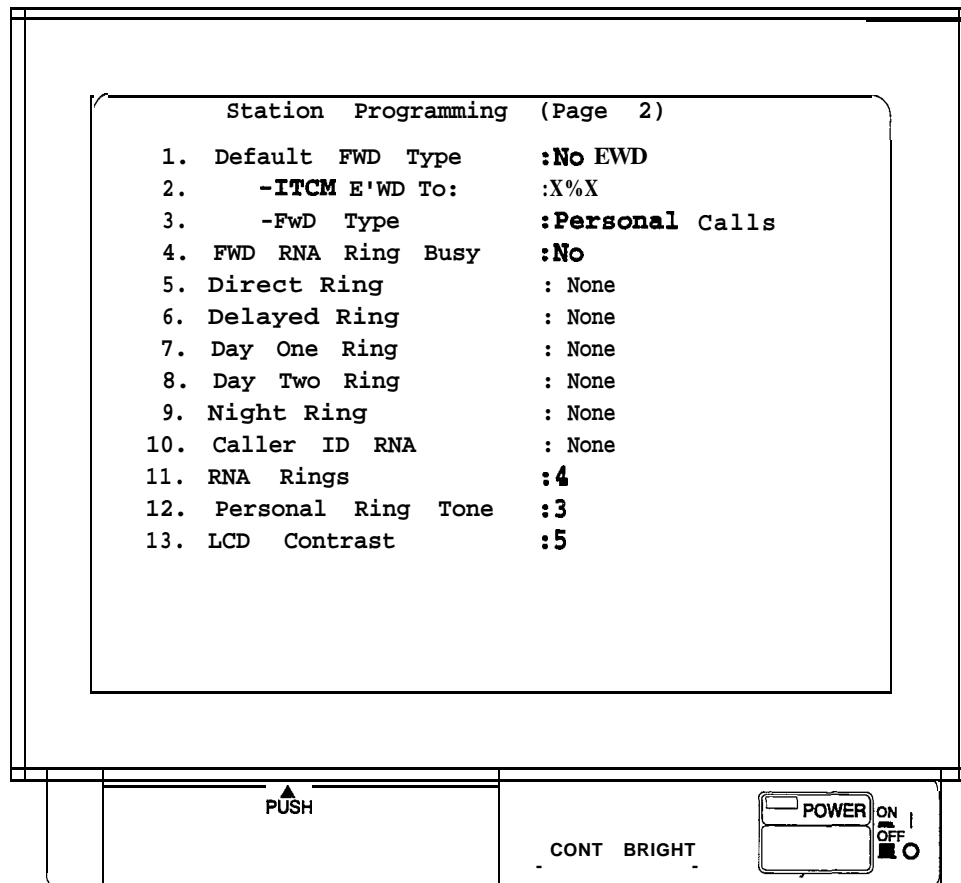 Station Programming (Page 2)
1. Default FWD Type :No EWD
2. -ITCM E'WD To: :X%X
3. -FwD Type :Personal Calls
4. FWD RNA Ring Busy :No
5. Direct Ring : None
6. Delayed Ring : None
7. Day One Ring : None
8. Day Two Ring : None
9. Night Ring : None
10. Caller ID RNA : None
11. RNA Rings :4
12. Personal Ring Tone :3
13. LCD Contrast :5
PUSH
CONT BRIGHT
POWER
ON
OFF